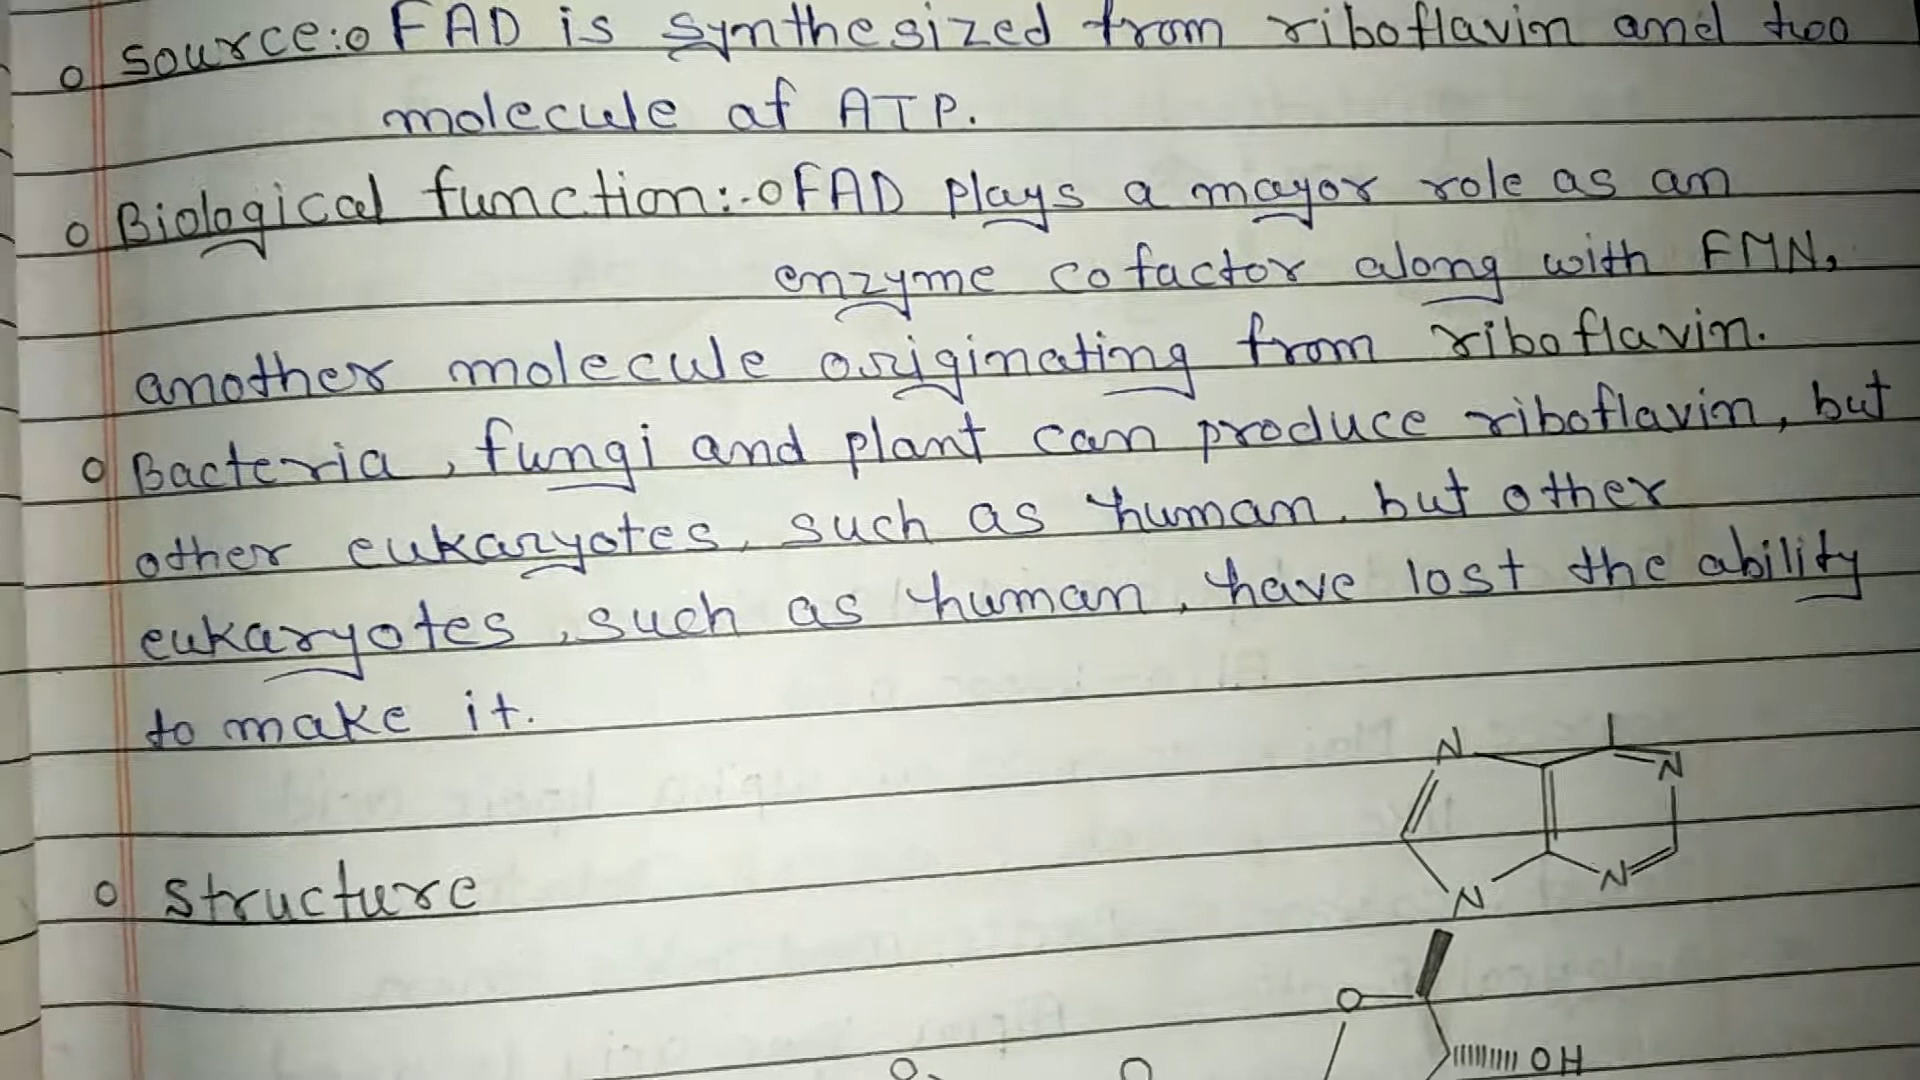 o Source:o FAD is synthesized from riboflavin and two
molecule of ATP.
o Biological function:-o FAD plays a mayor role as an
enzyme cofactor along with FMN,
another molecule originating from riboflavin.
o Bacteria, fungi and plant can produce riboflavin, but
other eukaryotes, such as human, but other
eukaryotes, such as human, have lost the ability
to make it.
o Structure
N
N
N
N
O
OH
O
O